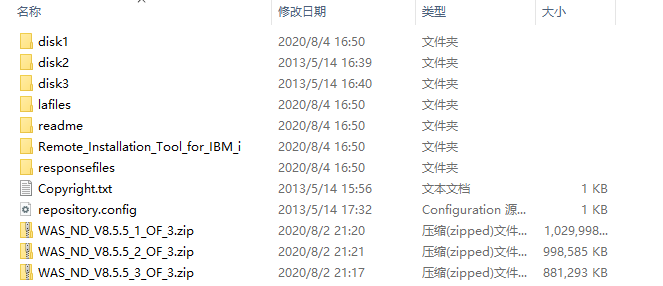 名称 修改日期 类型 大小
disk1 2020/8/4 16:50 文件夹
disk2 2013/5/14 16:39 文件夹
disk3 2013/5/14 16:40 文件夹
lafiles 2020/8/4 16:50 文件夹
readme 2020/8/4 16:50 文件夹
Remote_Installation_Tool_for_IBM_i 2020/8/4 16:50 文件夹
responsefiles 2020/8/4 16:50 文件夹
Copyright.txt 2013/5/14 15:56 文本文档 1 KB
repository.config 2013/5/14 17:32 Configuration 源... 1 KB
WAS_ND_V8.5.5_1_OF_3.zip 2020/8/2 21:20 压缩(zipped)文件... 1,029,998...
WAS_ND_V8.5.5_2_OF_3.zip 2020/8/2 21:21 压缩(zipped)文件... 998,585 KB
WAS_ND_V8.5.5_3_OF_3.zip 2020/8/2 21:17 压缩(zipped)文件... 881,293 KB